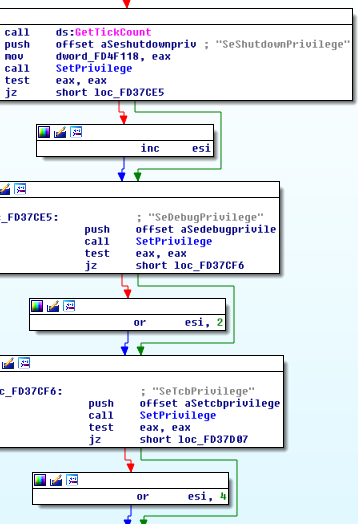 call    ds:GetTickCount
push    offset aSeshutdownpriv ; "SeShutdownPrivilege"
mov     dword_FD4F118, eax
call    SetPrivilege
test    eax, eax
jz      short loc_FD37CE5
inc     esi
c_FD37CE5:              ; "SeDebugPrivilege"
push    offset aSedebugprivile
call    SetPrivilege
test    eax, eax
jz      short loc_FD37CF6
or      esi, 2
c_FD37CF6:              ; "SeTcbPrivilege"
push    offset aSetcbprivilege
call    SetPrivilege
test    eax, eax
jz      short loc_FD37D07
or      esi, 4